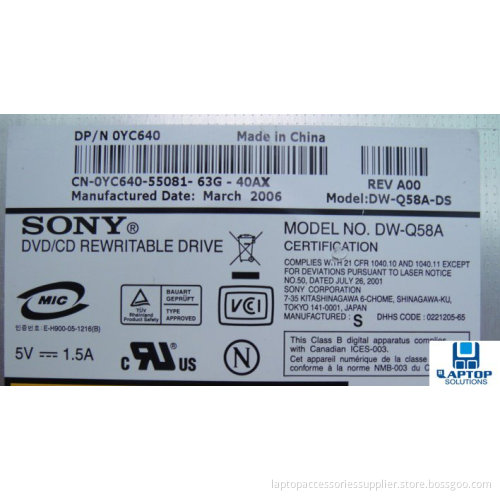 DP/N 0YC640
Made in China
CN-0YC640-55081- 63G - 40AX
REV A00
Manufactured Date: March 2006
Model:DW-Q58A-DS
SONY®
DVD/CD REWRITABLE DRIVE
MODEL NO. DW-Q58A
CERTIFICATION
COMPLIES WITH 21 CFR 1040.10 AND 1040.11 EXCEPT
FOR DEVIATIONS PURSUANT TO LASER NOTICE
NO.50, DATED JULY 26, 2001
SONY CORPORATION
7-35 KITASHINAGAWA 6-CHOME, SHINAGAWA-KU,
TOKYO 141-0001, JAPAN
MANUFACTURED : S
DHHS CODE : 0221205-65
MIC
TÜV
Rheinland
Product Safety
BAUART
GEPRÜFT
TYPE
APPROVED
VCI
인증번호 : E-H900-05-1216(B)
5V 1.5A
C UR US ®
This Class B digital apparatus complies
with Canadian ICES-003.
Cet appareil numérique de la classe
conforme à la norme NMB-003 du
LAPTOP
SOLUTIONS
laptopaccessoriessupplier.store.bossgoo.com